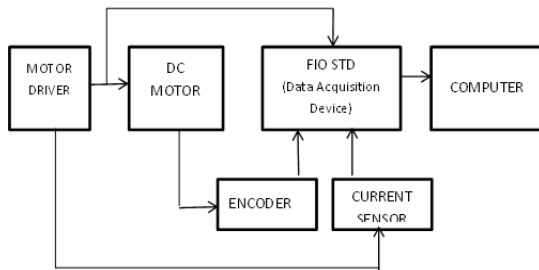 MOTOR
DRIVER
DC
MOTOR
FIO STD
(Data Acquisition
Device)
COMPUTER
ENCODER
CURRENT
SENSOR